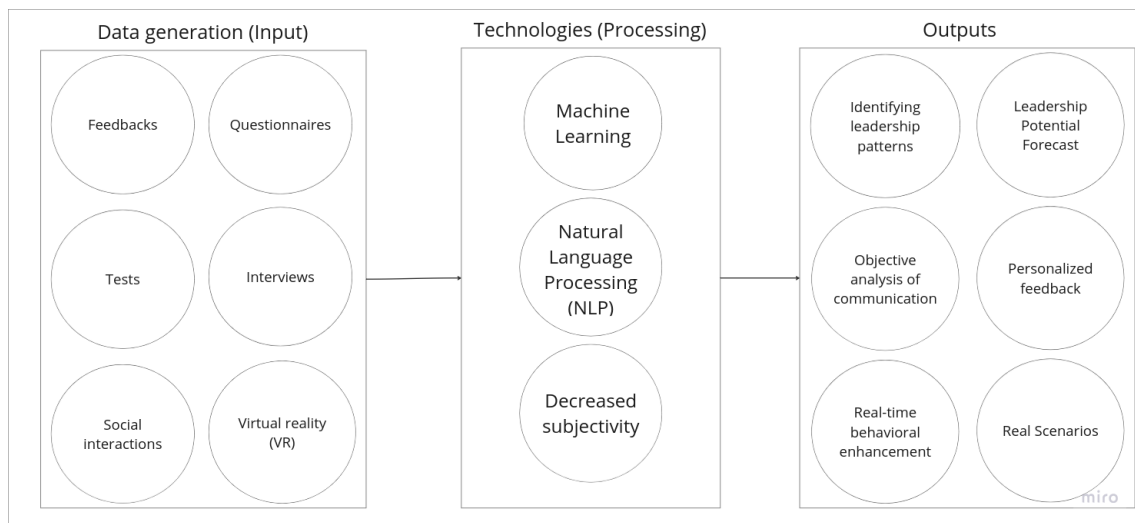 Data generation (Input)
Technologies (Processing)
Outputs
Feedbacks
Questionnaires
Tests
Interviews
Social
interactions
Virtual reality
(VR)
Machine
Learning
Natural
Language
Processing
(NLP)
Decreased
subjectivity
Identifying
leadership
patterns
Leadership
Potential
Forecast
Objective
analysis of
communication
Personalized
feedback
Real-time
behavioral
enhancement
Real Scenarios
miro